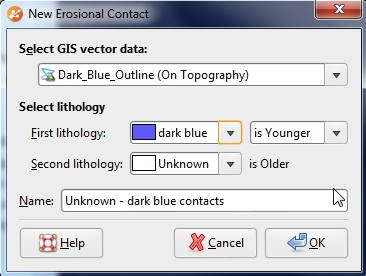 New Erosional Contact
Select GIS vector data:
Dark_Blue_Outline (On Topography)
Select lithology
First lithology: dark blue is Younger
Second lithology: Unknown is Older
Name: Unknown - dark blue contacts
Help Cancel OK